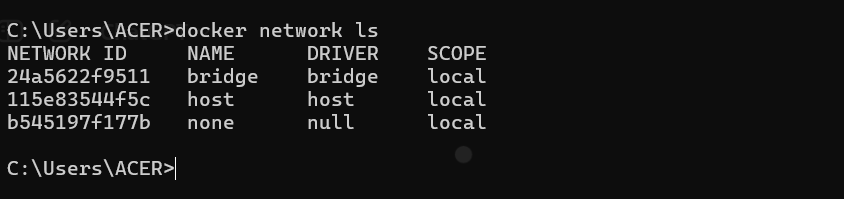 C:\Users\ACER>docker network ls
NETWORK ID     NAME      DRIVER    SCOPE
24a5622f9511   bridge    bridge    local
115e83544f5c   host      host      local
b545197f177b   none      null      local
C:\Users\ACER>